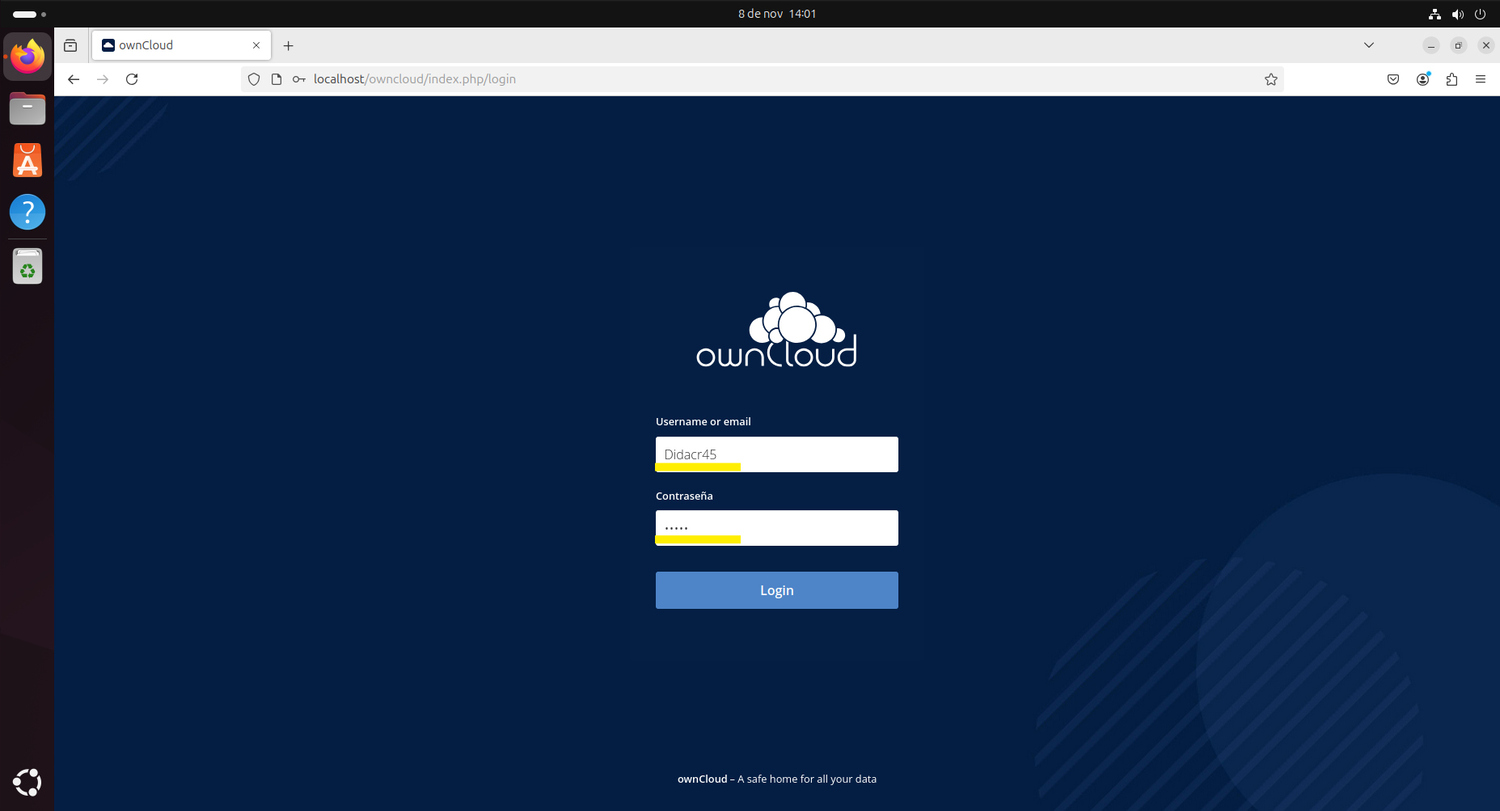 8 de nov 14:01
ownCloud
localhost/owncloud/index.php/login
ownCloud
Username or email
Didacr45
Contraseña
•••••
Login
ownCloud – A safe home for all your data